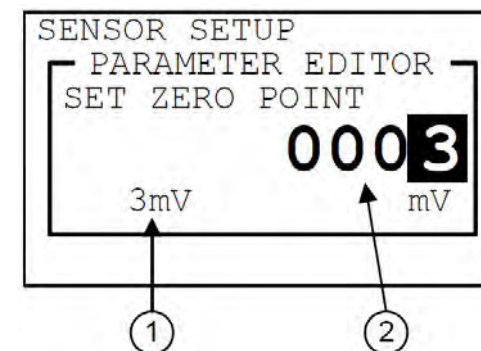 SENSOR SETUP
PARAMETER EDITOR
SET ZERO POINT
0003
3mV mV
1 2